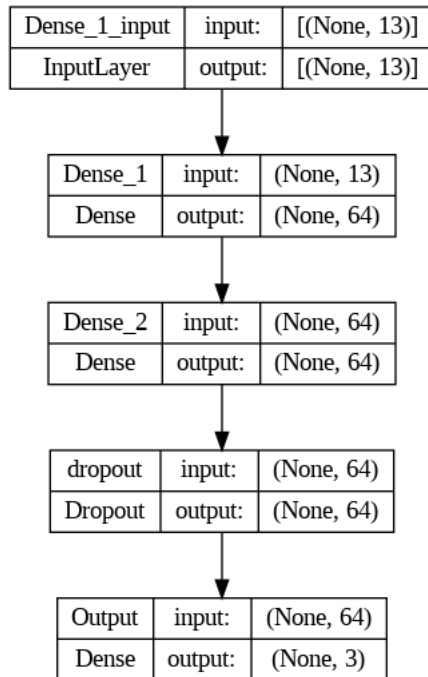 Dense_1_input input: [(None, 13)]
InputLayer output: [(None, 13)]
Dense_1 input: (None, 13)
Dense output: (None, 64)
Dense_2 input: (None, 64)
Dense output: (None, 64)
dropout input: (None, 64)
Dropout output: (None, 64)
Output input: (None, 64)
Dense output: (None, 3)